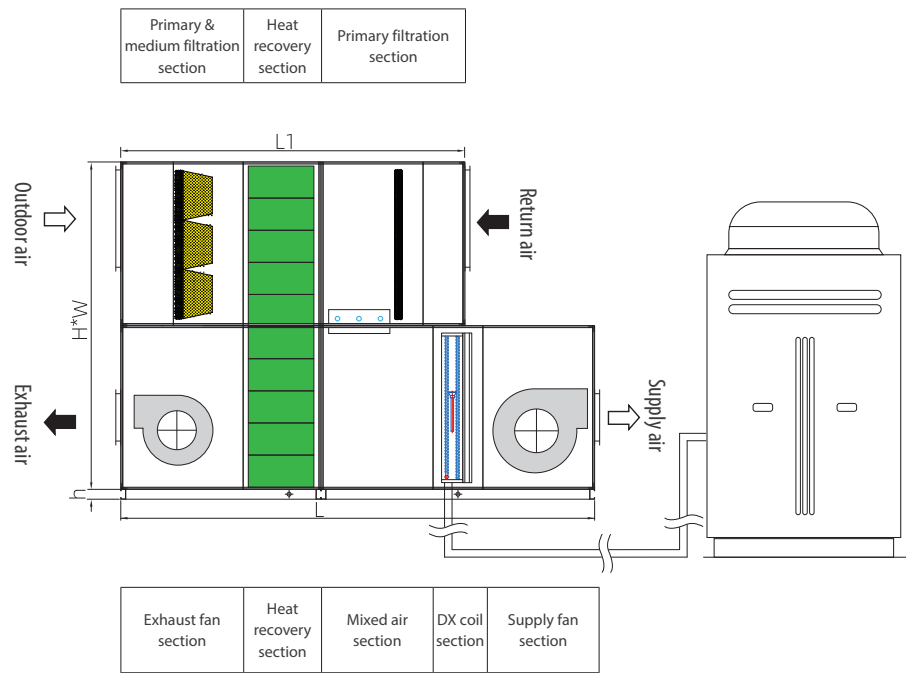 Primary &
medium filtration
section
Heat
recovery
section
Primary filtration
section
L1
Outdoor air
Return air
W*H
Exhaust air
Supply air
h
L
Exhaust fan
section
Heat
recovery
section
Mixed air
section
DX coil
section
Supply fan
section